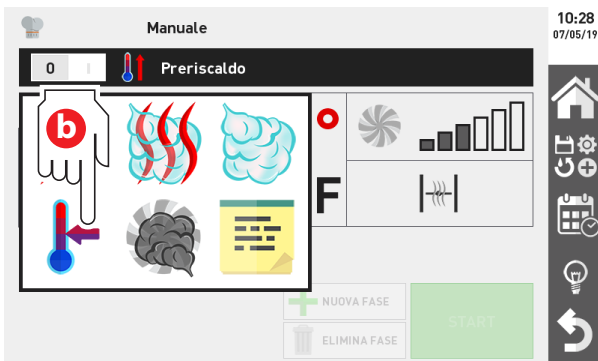 10:28
07/05/19
Manuale
0 I
Preriscaldo
b
F
NUOVA FASE
ELIMINA FASE
START